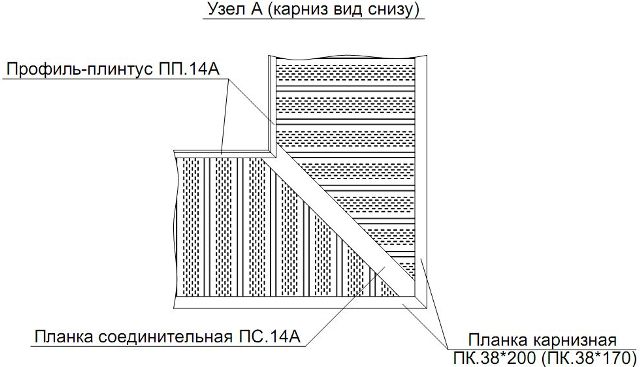 Узел А (карниз вид снизу)
Профиль-плинтус ПП.14А
Планка соединительная ПС.14А
Планка карнизная
ПК.38*200 (ПК.38*170)